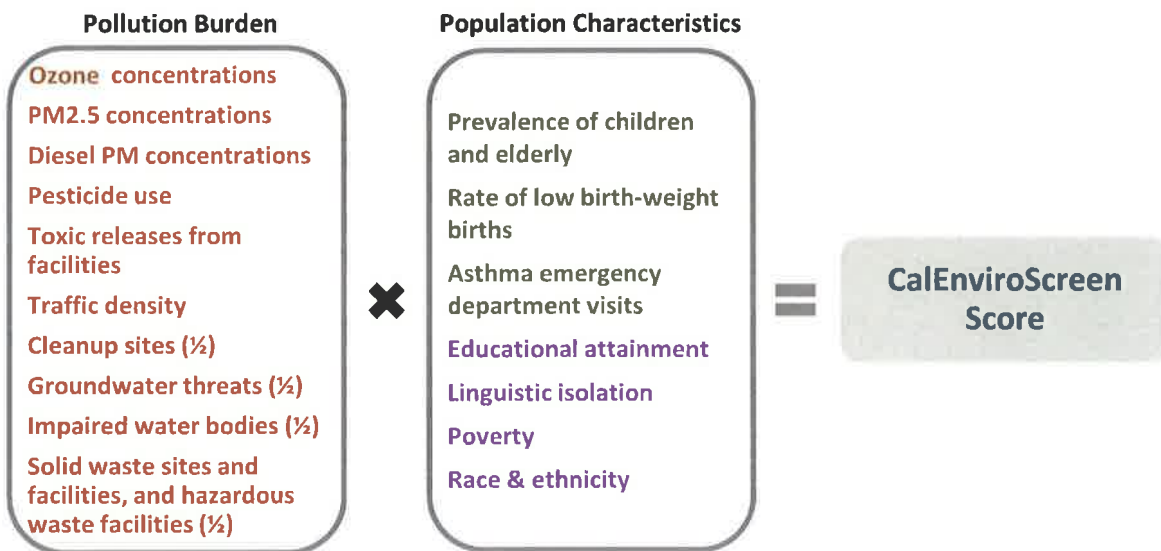 Pollution Burden
Ozone concentrations
PM2.5 concentrations
Diesel PM concentrations
Pesticide use
Toxic releases from
facilities
Traffic density
Cleanup sites (½)
Groundwater threats (½)
Impaired water bodies (½)
Solid waste sites and
facilities, and hazardous
waste facilities (½)
Population Characteristics
Prevalence of children
and elderly
Rate of low birth-weight
births
Asthma emergency
department visits
Educational attainment
Linguistic isolation
Poverty
Race & ethnicity
CalEnviroScreen
Score